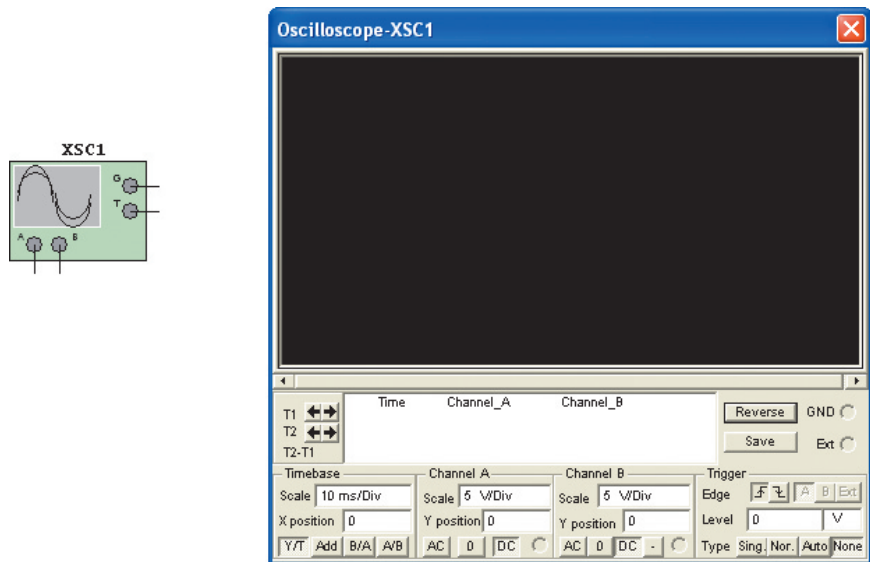 Oscilloscope-XSC1
XSC1
G
T
A B
Time Channel_A Channel_B
T1
T2
T2-T1
Reverse GND
Save Ext
Timebase
Scale 10 ms/Div
X position 0
Y/T Add B/A A/B
Channel A
Scale 5 V/Div
Y position 0
AC 0 DC
Channel B
Scale 5 V/Div
Y position 0
AC 0 DC -
Trigger
Edge A B Ext
Level 0 V
Type Sing. Nor. Auto None